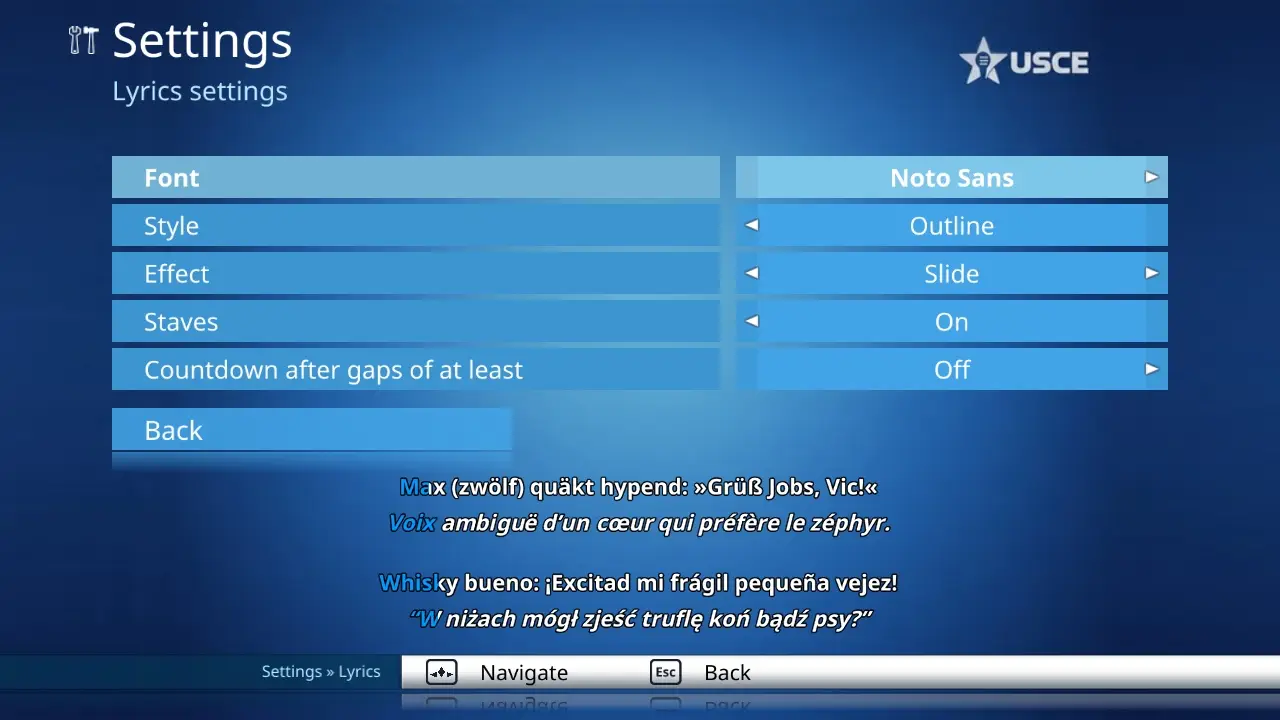 Settings
Lyrics settings
USCE
Font Noto Sans
Style Outline
Effect Slide
Staves On
Countdown after gaps of at least Off
Back
Max (zwölf) quäkt hypend: »Grüß Jobs, Vic!«
Voix ambiguë d’un cœur qui préfère le zéphyr.
Whisky bueno: ¡Excitad mi frágil pequeña vejez!
“W niżach mógł zjeść truflę koń bądź psy?”
Settings » Lyrics Navigate Esc Back